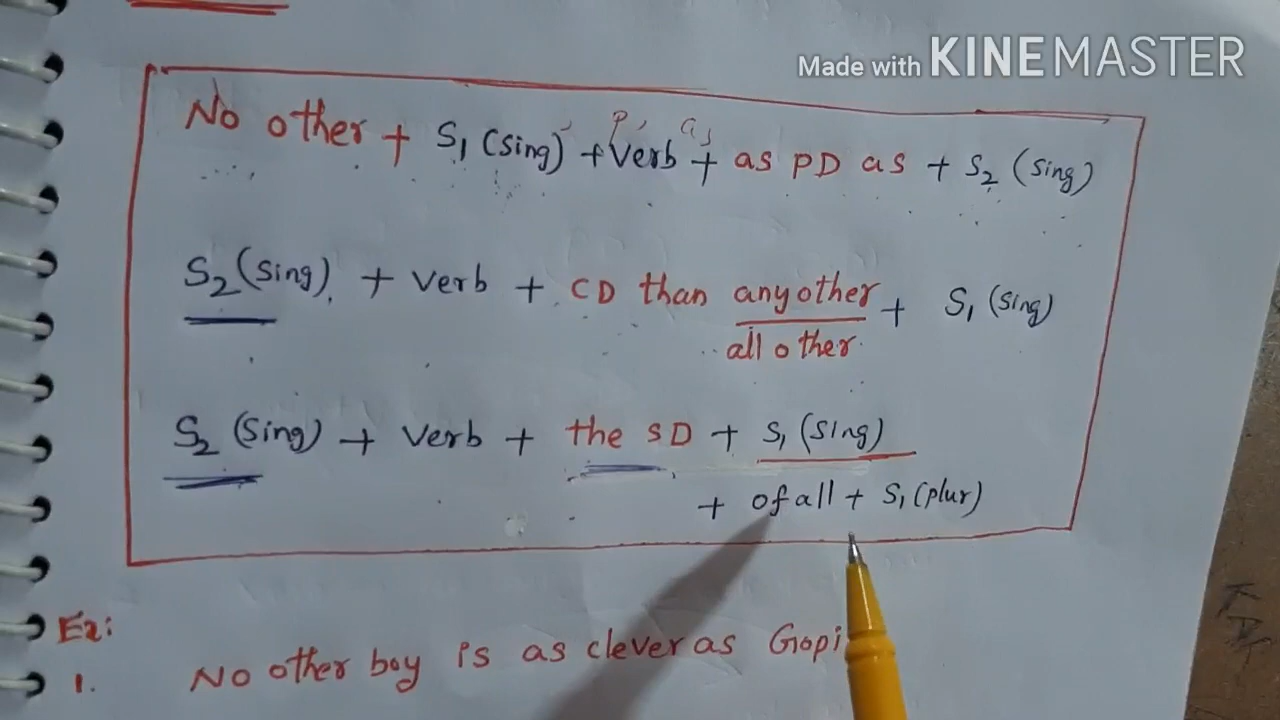 Made with KINEMASTER
P, as
No other + S1 (sing) + verb + as PD as + S2 (sing)
S2 (sing) + verb + CD than any other + S1 (sing)
all other
S2 (sing) + verb + the SD + S1 (sing)
+ of all + S1 (plur)
Ex:
1. No other boy is as clever as Gopi